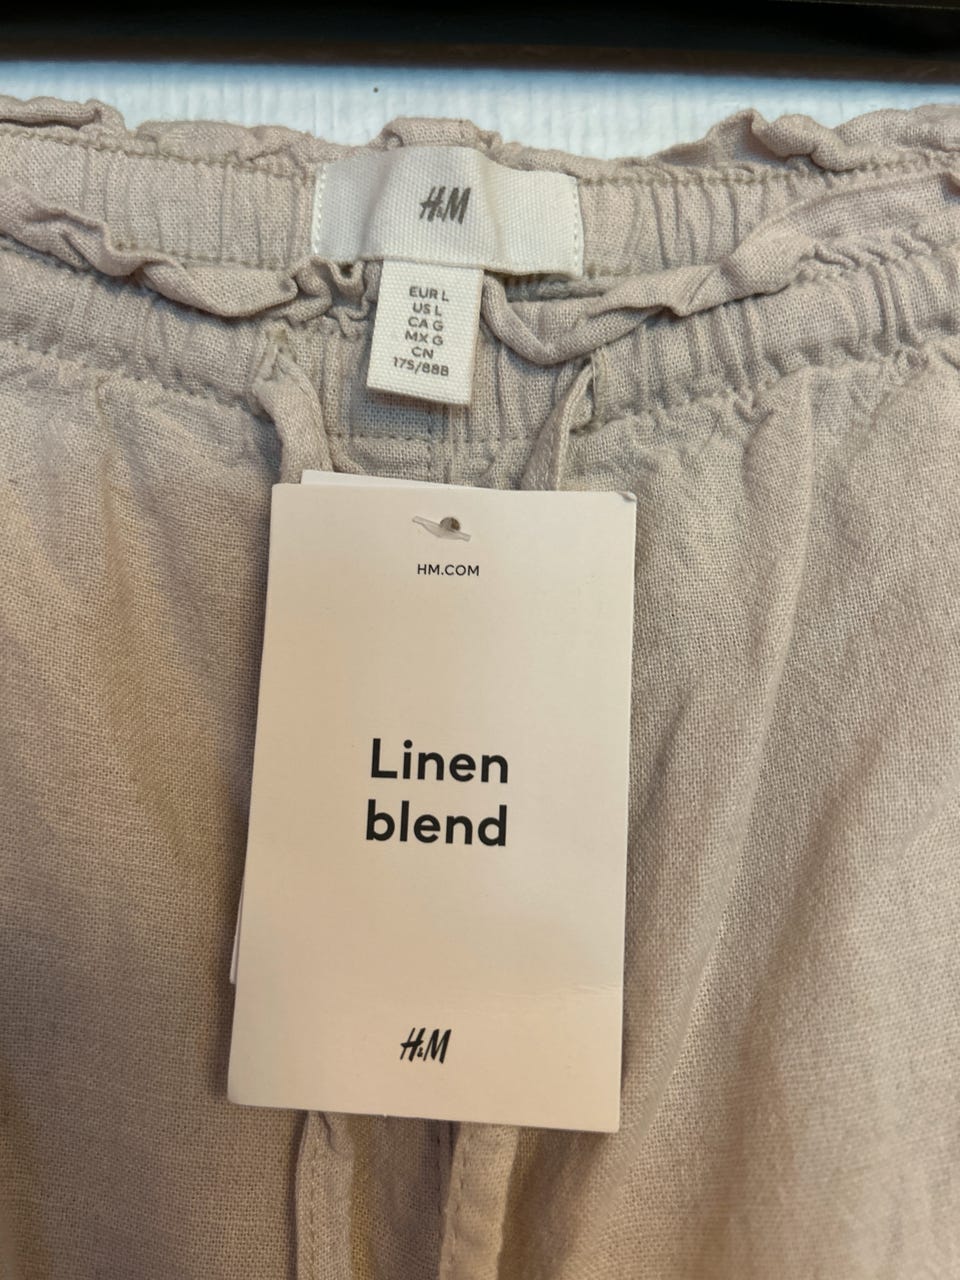 H&M
EUR L
US L
CA G
MX G
CN
175/88B
HM.COM
Linen
blend
H&M